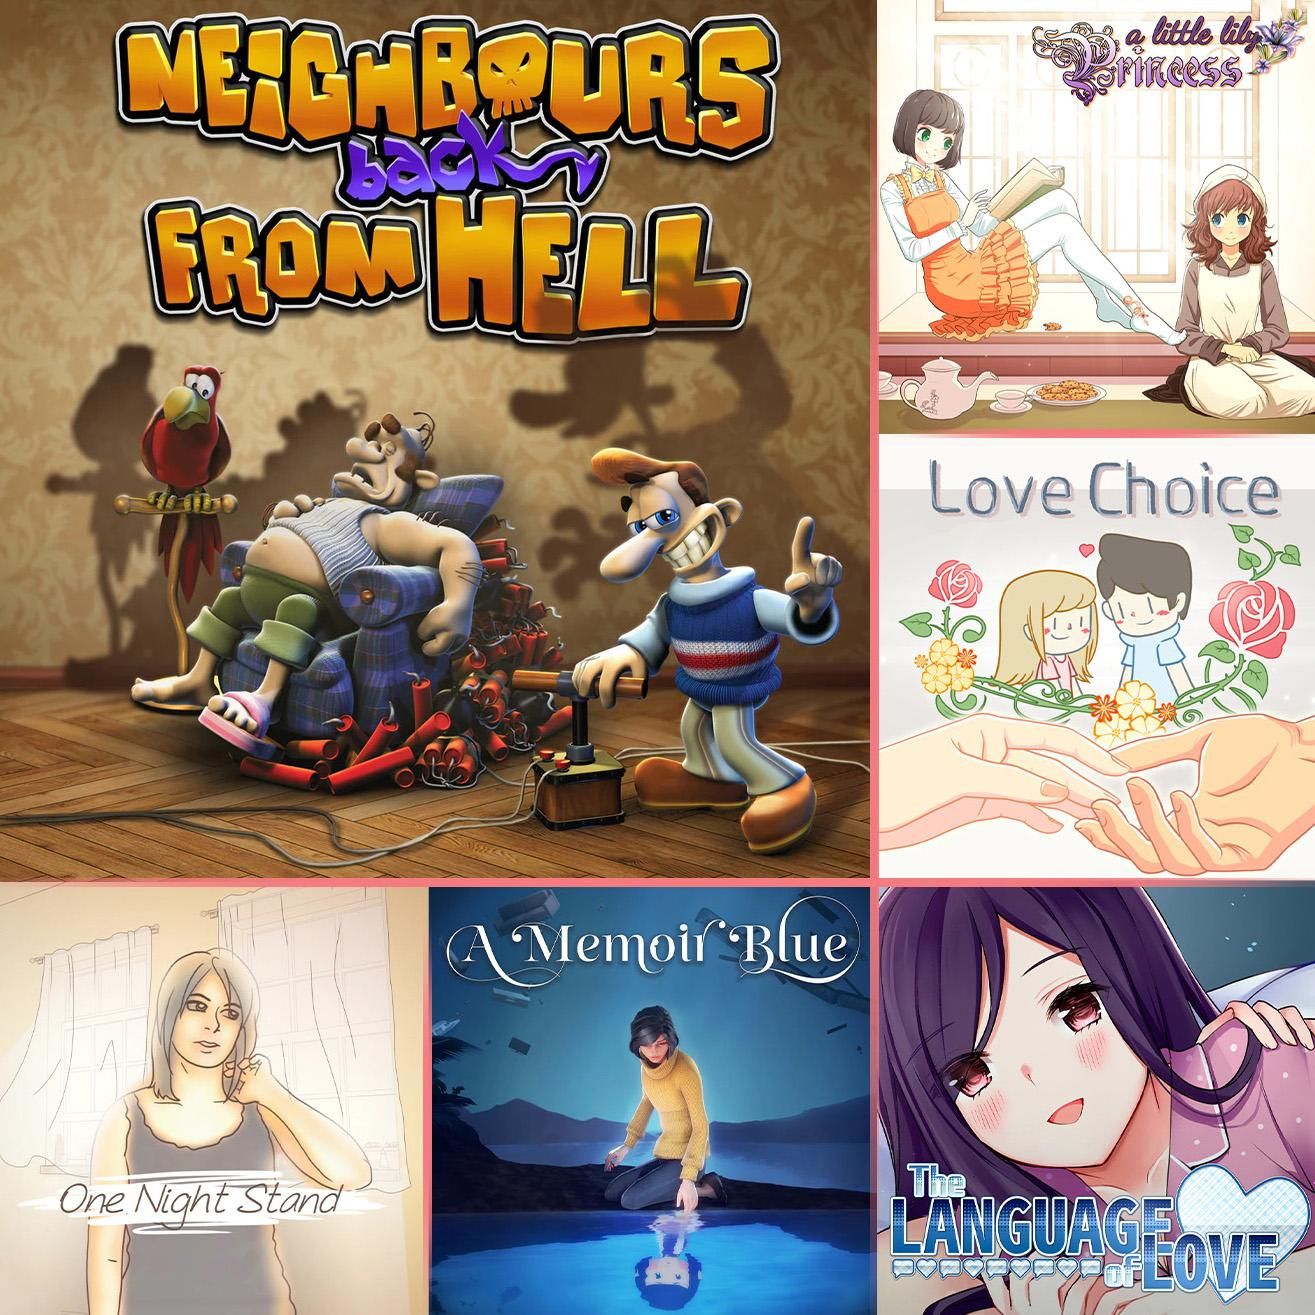 NEIGHBOURS
back
FROM HELL
a little lily
Princess
Love Choice
One Night Stand
A Memoir Blue
The
LANGUAGE
of LOVE